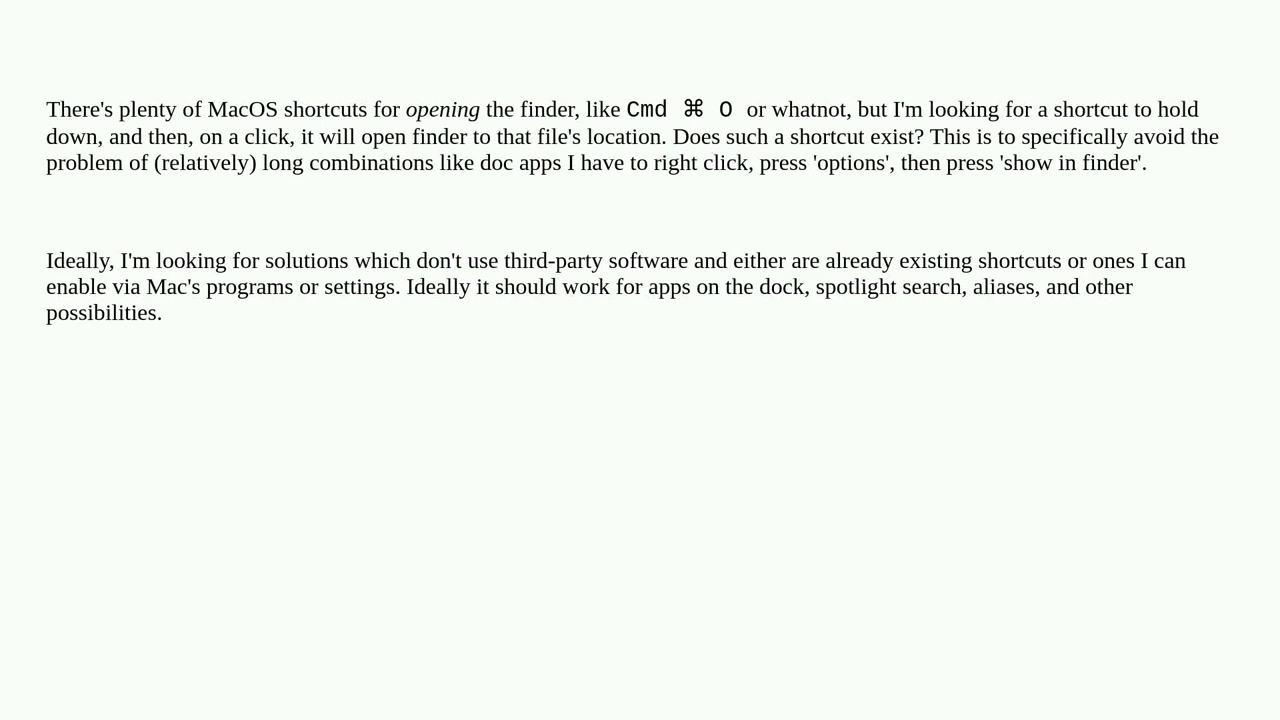 There's plenty of MacOS shortcuts for opening the finder, like Cmd ⌘ O or whatnot, but I'm looking for a shortcut to hold
down, and then, on a click, it will open finder to that file's location. Does such a shortcut exist? This is to specifically avoid the
problem of (relatively) long combinations like doc apps I have to right click, press 'options', then press 'show in finder'.
Ideally, I'm looking for solutions which don't use third-party software and either are already existing shortcuts or ones I can
enable via Mac's programs or settings. Ideally it should work for apps on the dock, spotlight search, aliases, and other
possibilities.